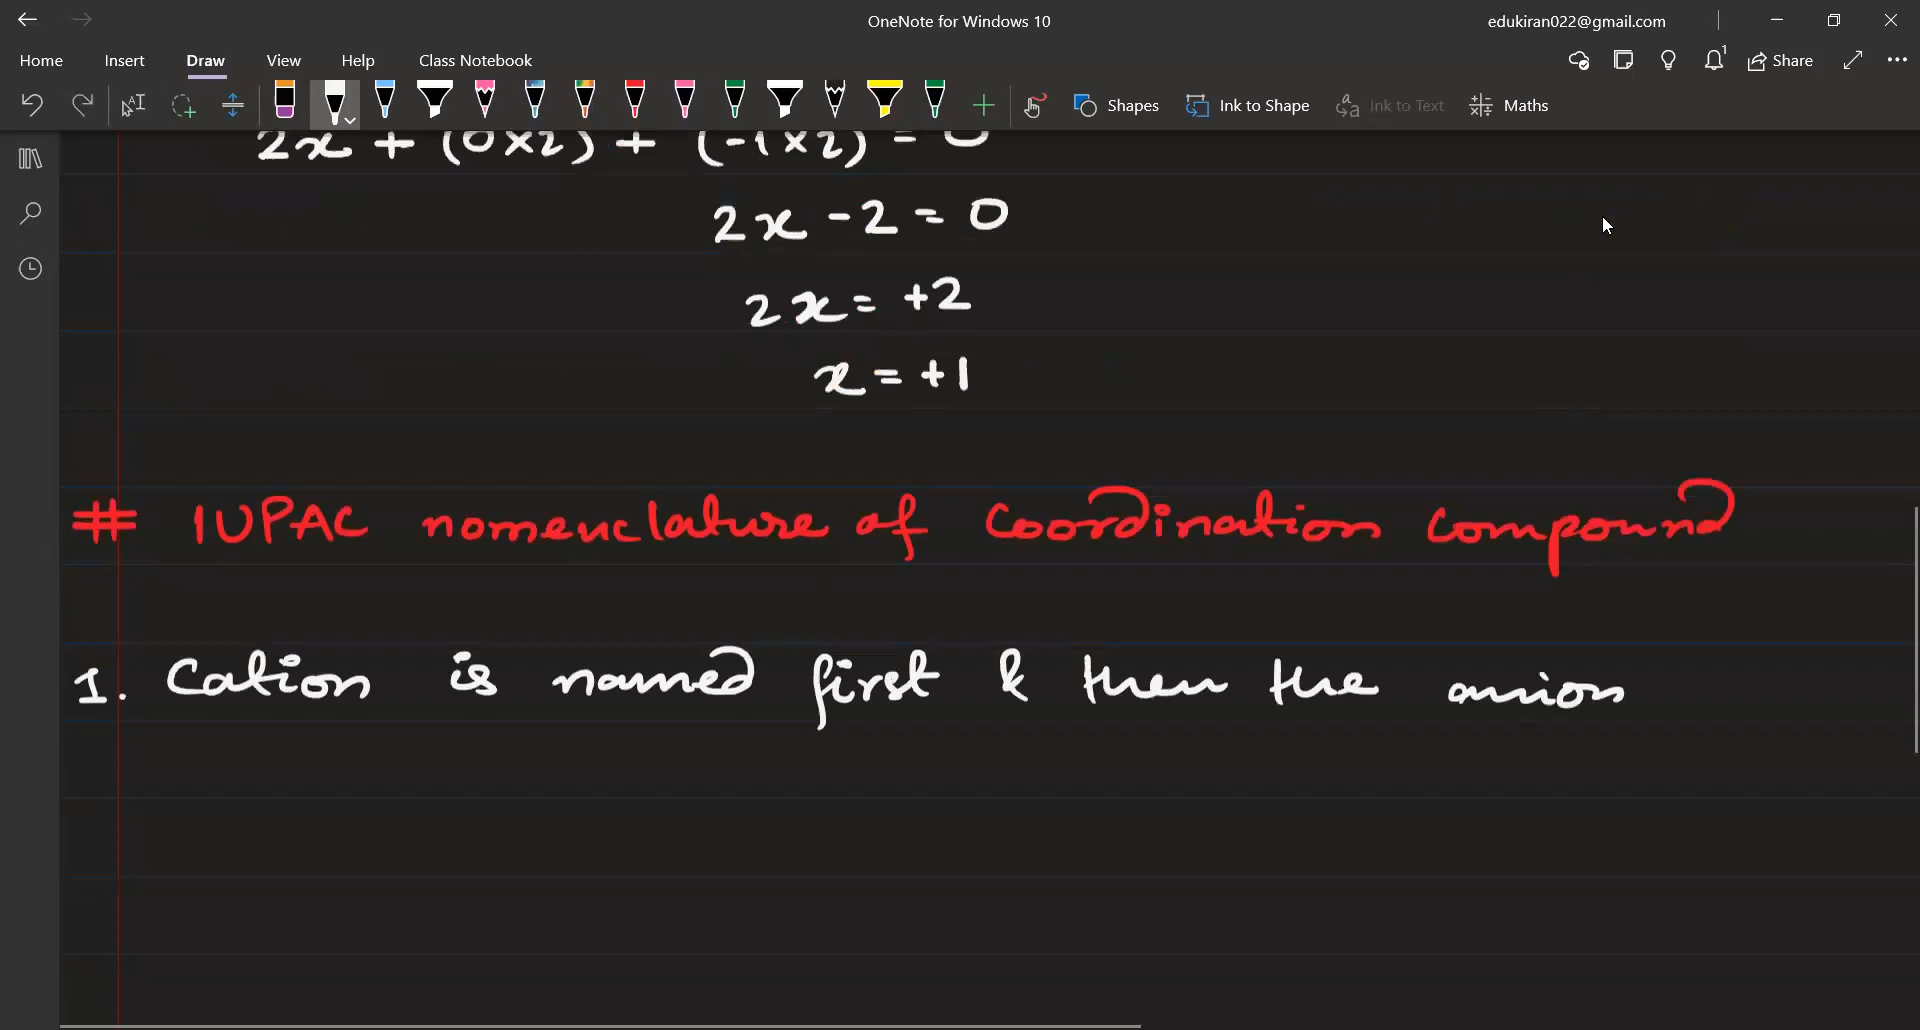 OneNote for Windows 10
edukiran022@gmail.com
Home Insert Draw View Help Class Notebook
1 Share
Shapes Ink to Shape Ink to Text Maths
2x + (0×2) + (-1×2) = 0
2x - 2 = 0
2x = +2
x = +1
# IUPAC nomenclature of Coordination compound
1. Cation is named first & then the anion